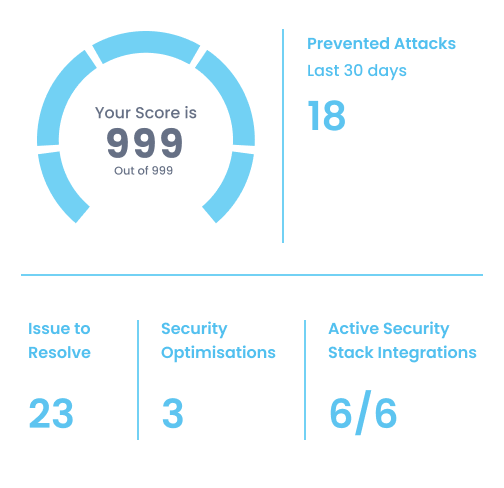 Your Score is
999
Out of 999
Prevented Attacks
Last 30 days
18
Issue to
Resolve
23
Security
Optimisations
3
Active Security
Stack Integrations
6/6